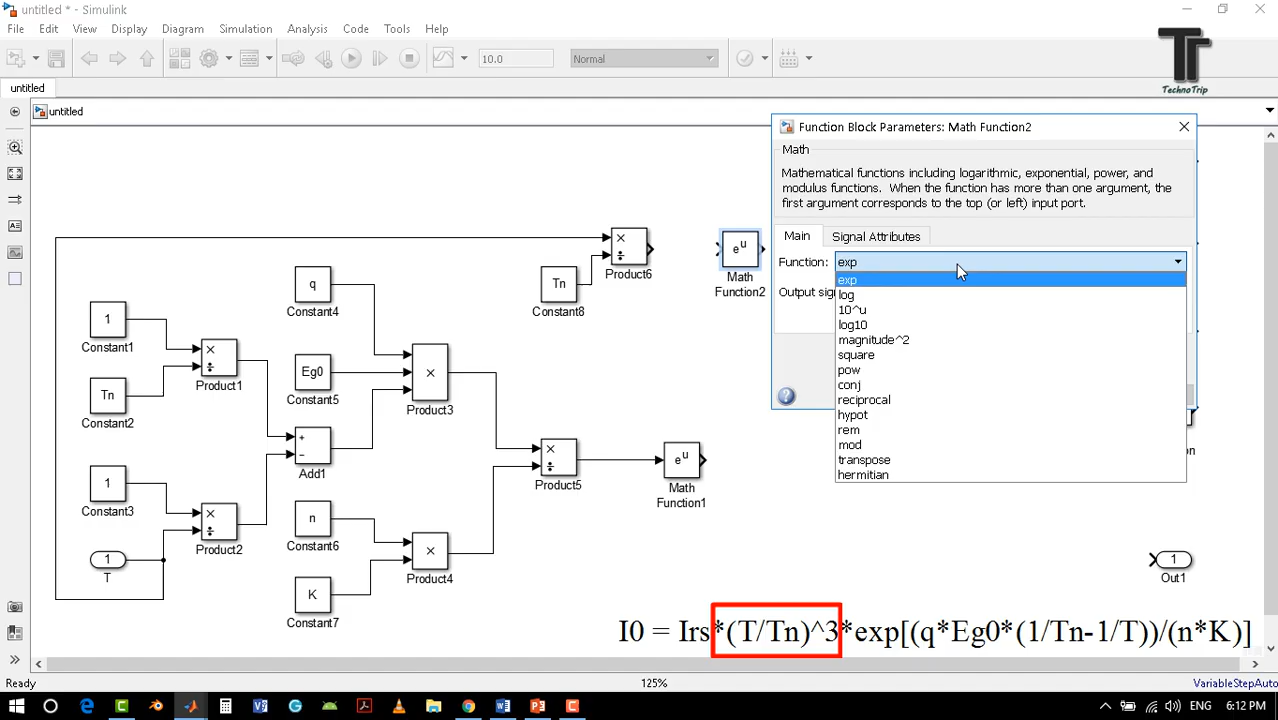 untitled * - Simulink
File Edit View Display Diagram Simulation Analysis Code Tools Help
10.0 Normal
Tr
TechnoTrip
untitled
untitled
Function Block Parameters: Math Function2
Math
Mathematical functions including logarithmic, exponential, power, and
modulus functions. When the function has more than one argument, the
first argument corresponds to the top (or left) input port.
Main Signal Attributes
Function: exp
Output sig
exp
log
10^u
log10
magnitude^2
square
pow
conj
reciprocal
hypot
rem
mod
transpose
hermitian
×
÷
Product6
Tn
Constant8
e^u
Math
Function2
q
Constant4
1
Constant1
×
÷
Product1
Eg0
Constant5
×
Product3
Tn
Constant2
+
−
Add1
×
÷
Product5
e^u
Math
Function1
1
Constant3
×
÷
Product2
n
Constant6
×
Product4
1
T
K
Constant7
on
1
Out1
I0 = Irs*(T/Tn)^3*exp[(q*Eg0*(1/Tn-1/T))/(n*K)]
Ready 125% VariableStepAuto
ENG 6:12 PM